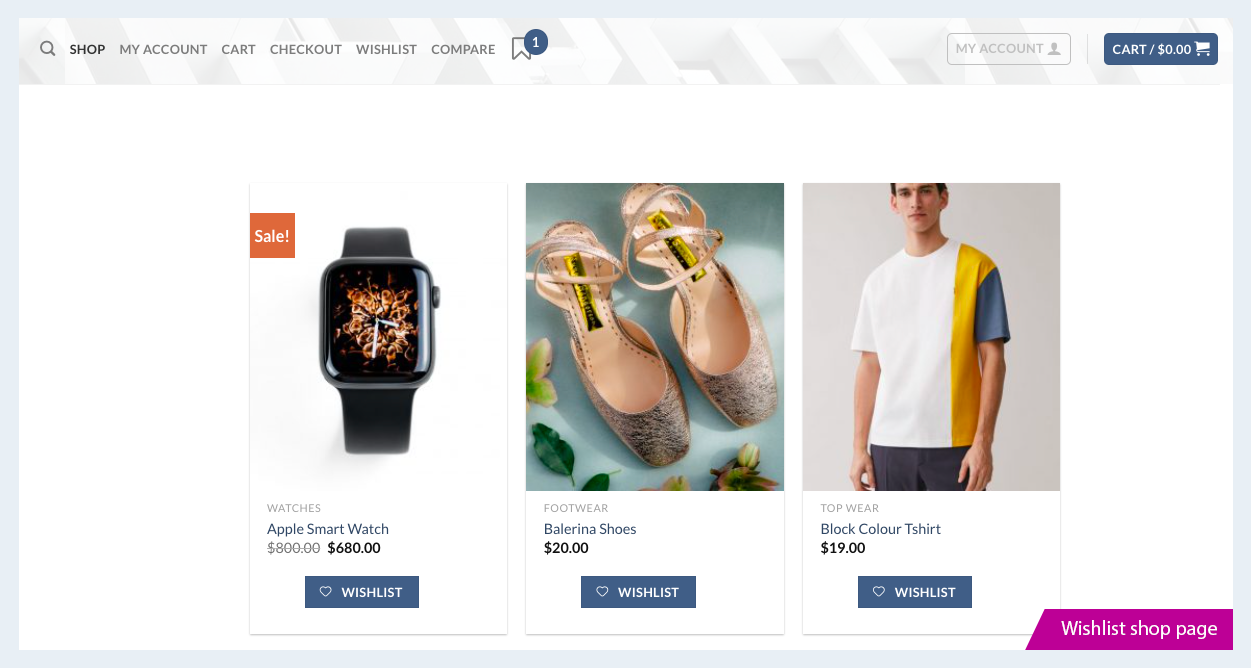 SHOP MY ACCOUNT CART CHECKOUT WISHLIST COMPARE 1 MY ACCOUNT CART / $0.00
Sale!
WATCHES
Apple Smart Watch
$800.00 $680.00
WISHLIST
FOOTWEAR
Balerina Shoes
$20.00
WISHLIST
TOP WEAR
Block Colour Tshirt
$19.00
WISHLIST
Wishlist shop page